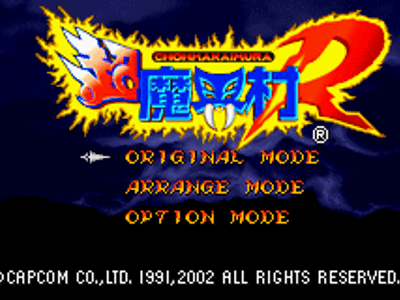 CHOHMAKAIMURA
超魔界村R
®
ORIGINAL MODE
ARRANGE MODE
OPTION MODE
©CAPCOM CO.,LTD. 1991,2002 ALL RIGHTS RESERVED.